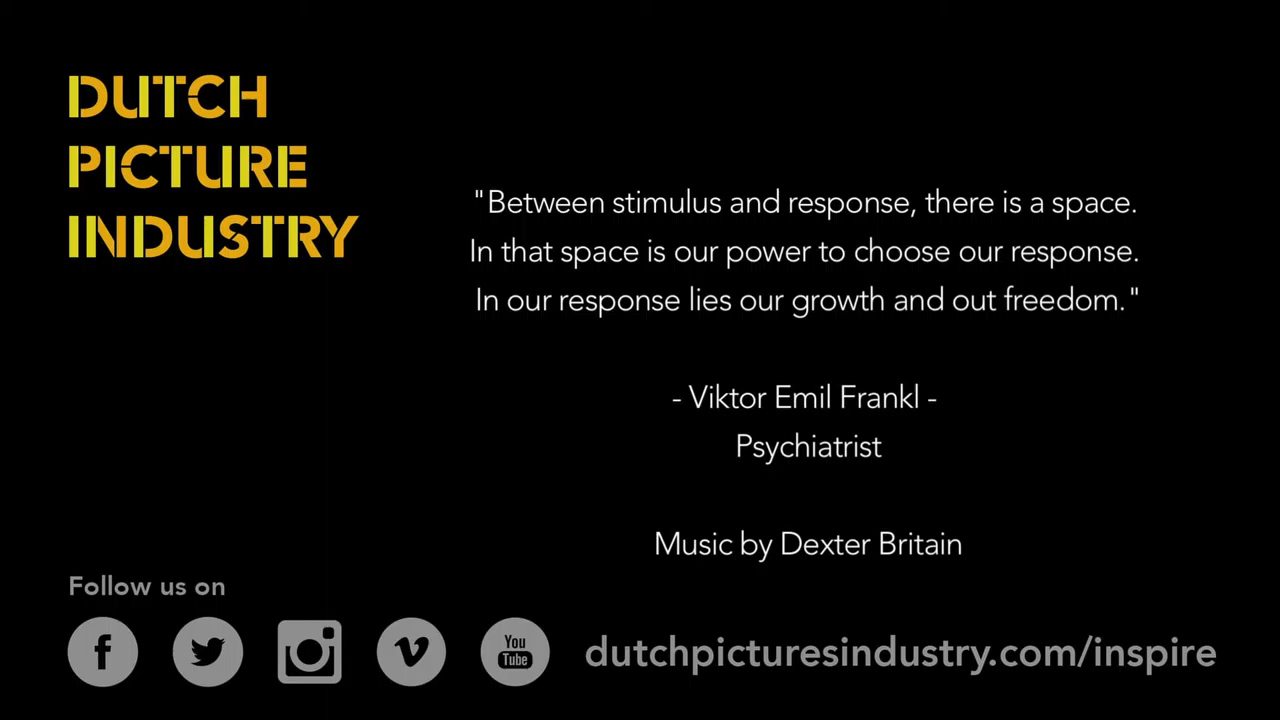 DUTCH
PICTURE
INDUSTRY
"Between stimulus and response, there is a space.
In that space is our power to choose our response.
In our response lies our growth and out freedom."
- Viktor Emil Frankl -
Psychiatrist
Music by Dexter Britain
Follow us on
You
Tube
dutchpicturesindustry.com/inspire